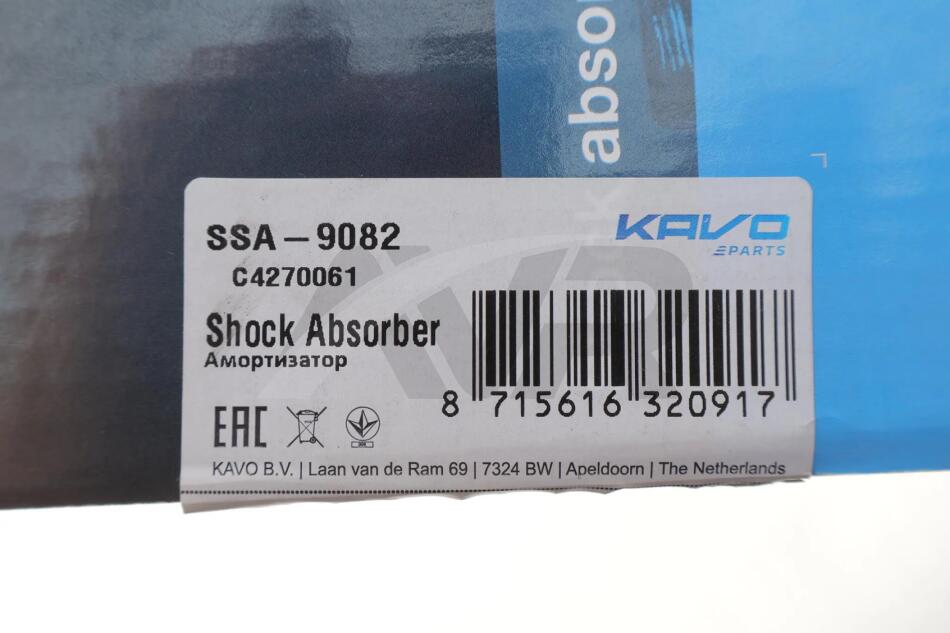 absor
SSA-9082
C4270061
KAVO
PARTS
Shock Absorber
Амортизатор
8 715616 320917
EAC
KAVO B.V. | Laan van de Ram 69 | 7324 BW | Apeldoorn | The Netherlands
AVR